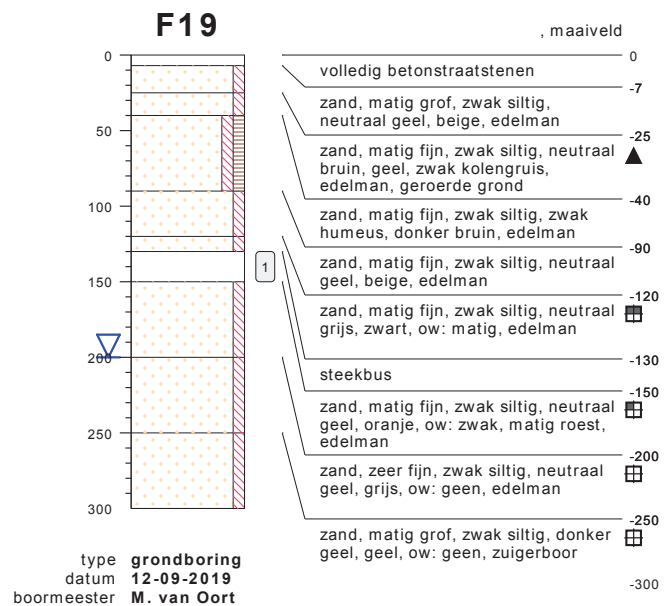 F19
, maaiveld
0
50
100
150
200
250
300
1
0
volledig betonstraatstenen
-7
zand, matig grof, zwak siltig,
neutraal geel, beige, edelman
-25
zand, matig fijn, zwak siltig, neutraal
bruin, geel, zwak kolengruis,
edelman, geroerde grond
-40
zand, matig fijn, zwak siltig, zwak
humeus, donker bruin, edelman
-90
zand, matig fijn, zwak siltig, neutraal
geel, beige, edelman
-120
zand, matig fijn, zwak siltig, neutraal
grijs, zwart, ow: matig, edelman
-130
steekbus
-150
zand, matig fijn, zwak siltig, neutraal
geel, oranje, ow: zwak, matig roest,
edelman
-200
zand, zeer fijn, zwak siltig, neutraal
geel, grijs, ow: geen, edelman
-250
zand, matig grof, zwak siltig, donker
geel, geel, ow: geen, zuigerboor
-300
type grondboring
datum 12-09-2019
boormeester M. van Oort